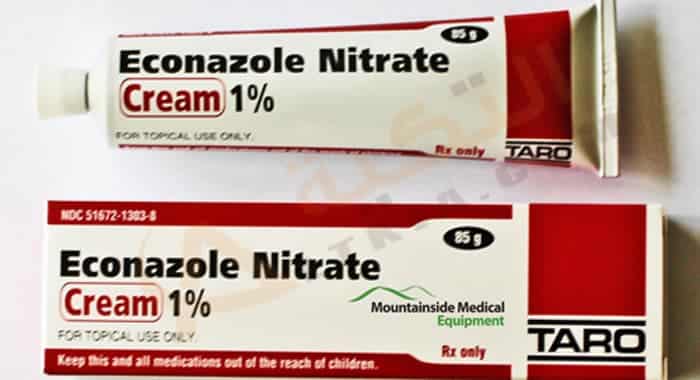 85 g
Econazole Nitrate
Cream 1%
FOR TOPICAL USE ONLY.
Rx only
TARO
NDC 51672-1303-8
85 g
Econazole Nitrate
Cream 1%
Mountainside Medical
Equipment
FOR TOPICAL USE ONLY.
Rx only
TARO
Keep this and all medications out of the reach of children.